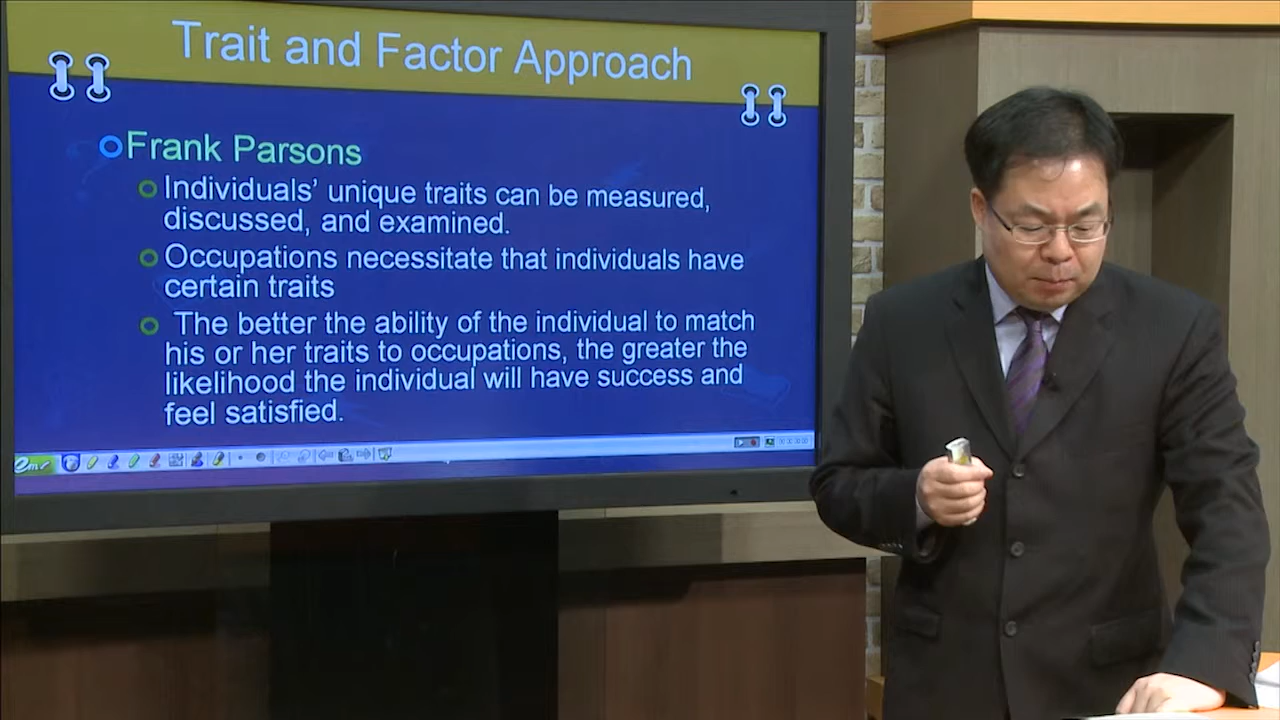 Trait and Factor Approach
Frank Parsons
Individuals’ unique traits can be measured,
discussed, and examined.
Occupations necessitate that individuals have
certain traits
The better the ability of the individual to match
his or her traits to occupations, the greater the
likelihood the individual will have success and
feel satisfied.